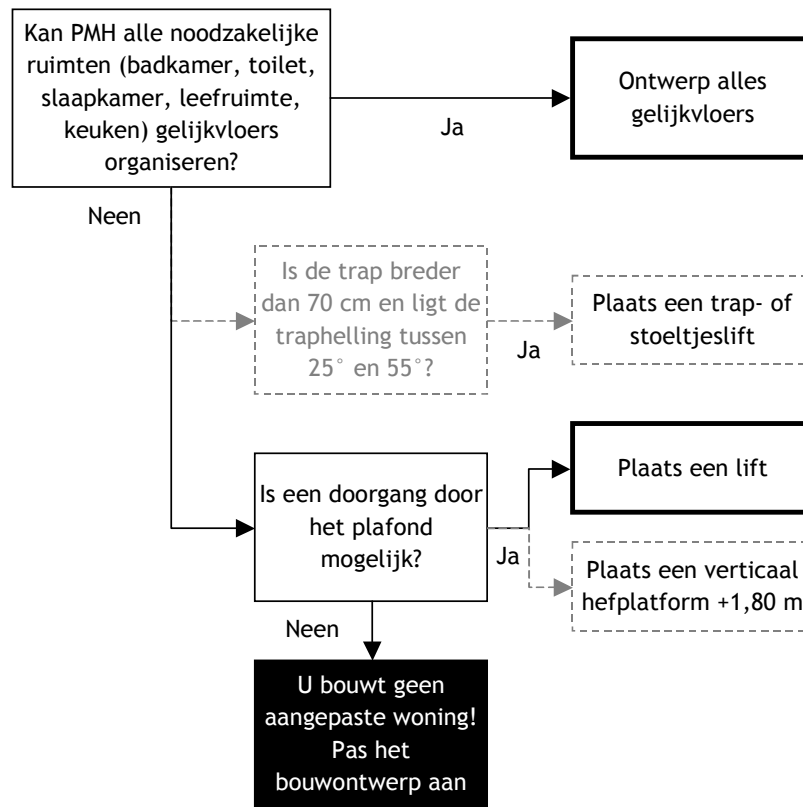 Kan PMH alle noodzakelijke
ruimten (badkamer, toilet,
slaapkamer, leefruimte,
keuken) gelijkvloers
organiseren?
Ja
Ontwerp alles
gelijkvloers
Neen
Is de trap breder
dan 70 cm en ligt de
traphelling tussen
25° en 55°?
Ja
Plaats een trap- of
stoeltjeslift
Is een doorgang door
het plafond
mogelijk?
Ja
Plaats een lift
Plaats een verticaal
hefplatform +1,80 m
Neen
U bouwt geen
aangepaste woning!
Pas het
bouwontwerp aan